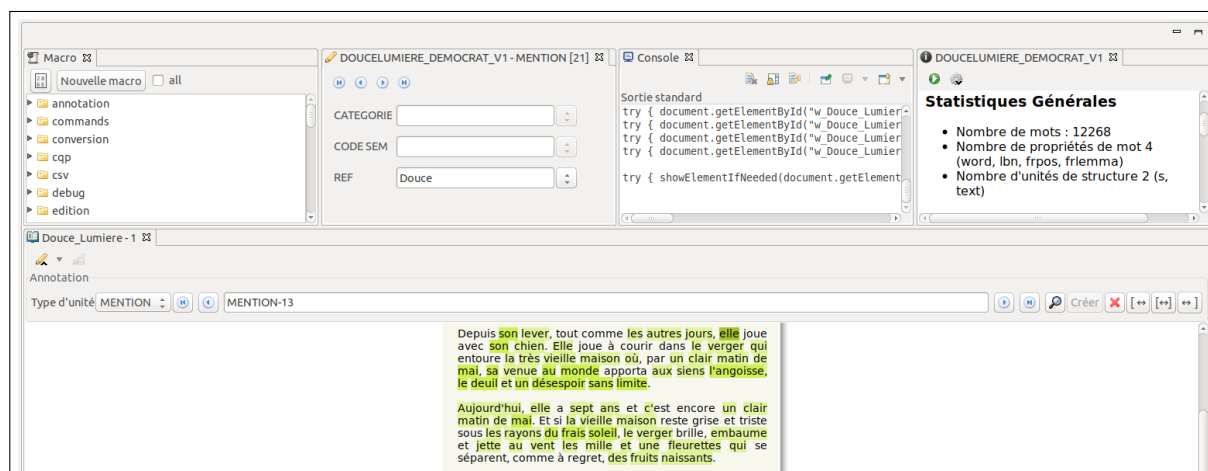 Macro
Nouvelle macro all
annotation
commands
conversion
cqp
csv
debug
edition
DOUCELUMIERE_DEMOCRAT_V1 - MENTION [21]
CATEGORIE
CODE SEM
REF Douce
Console
Sortie standard
try { document.getElementById("w_Douce_Lumier
try { document.getElementById("w_Douce_Lumier
try { document.getElementById("w_Douce_Lumier
try { document.getElementById("w_Douce_Lumier
try { showElementIfNeeded(document.getElement
DOUCELUMIERE_DEMOCRAT_V1
Statistiques Générales
• Nombre de mots : 12268
• Nombre de propriétés de mot 4
(word, lbn, frpos, frlemma)
• Nombre d'unités de structure 2 (s,
text)
Douce_Lumiere - 1
Annotation
Type d'unité MENTION MENTION-13 Créer
Depuis son lever, tout comme les autres jours, elle joue
avec son chien. Elle joue à courir dans le verger qui
entoure la très vieille maison où, par un clair matin de
mai, sa venue au monde apporta aux siens l'angoisse,
le deuil et un désespoir sans limite.
Aujourd'hui, elle a sept ans et c'est encore un clair
matin de mai. Et si la vieille maison reste grise et triste
sous les rayons du frais soleil, le verger brille, embaume
et jette au vent les mille et une fleurettes qui se
séparent, comme à regret, des fruits naissants.